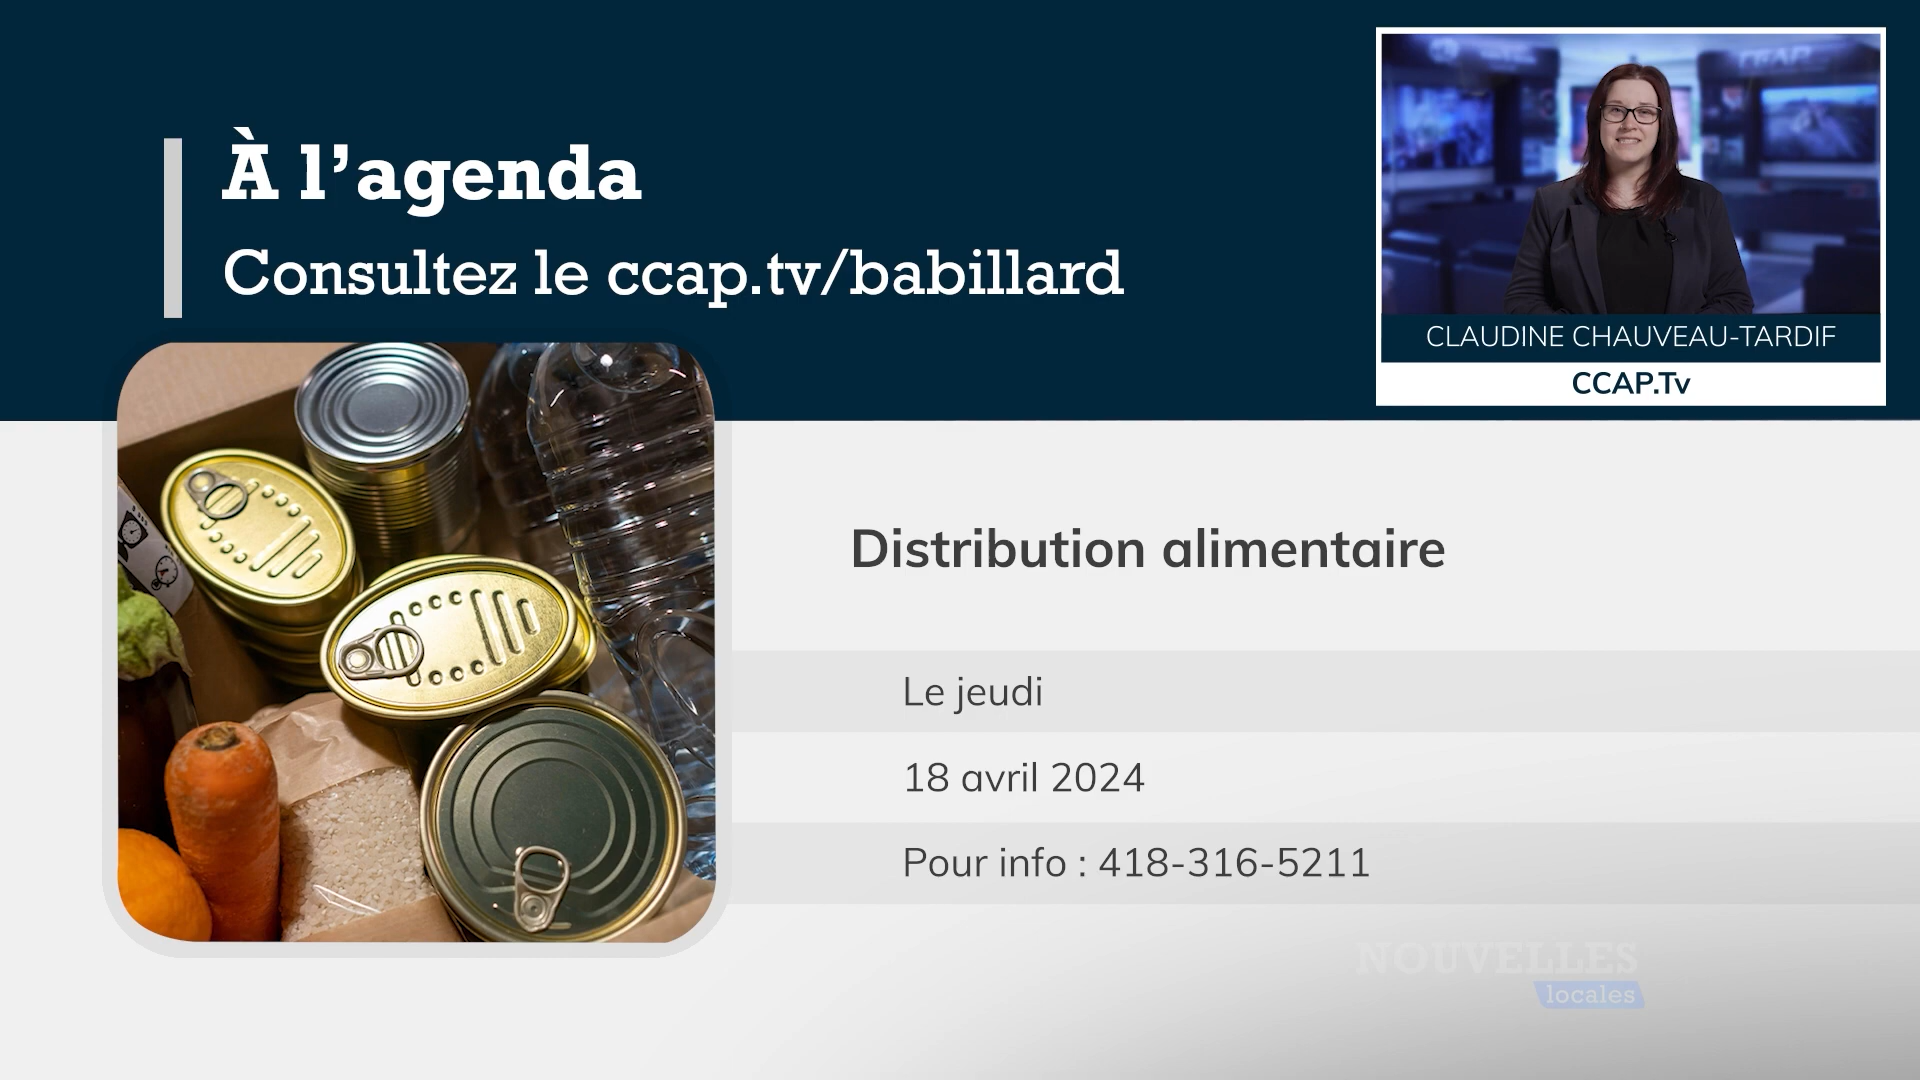 À l’agenda
Consultez le ccap.tv/babillard
CCAP
CLAUDINE CHAUVEAU-TARDIF
CCAP.Tv
Distribution alimentaire
Le jeudi
18 avril 2024
Pour info : 418-316-5211
NOUVELLES
locales